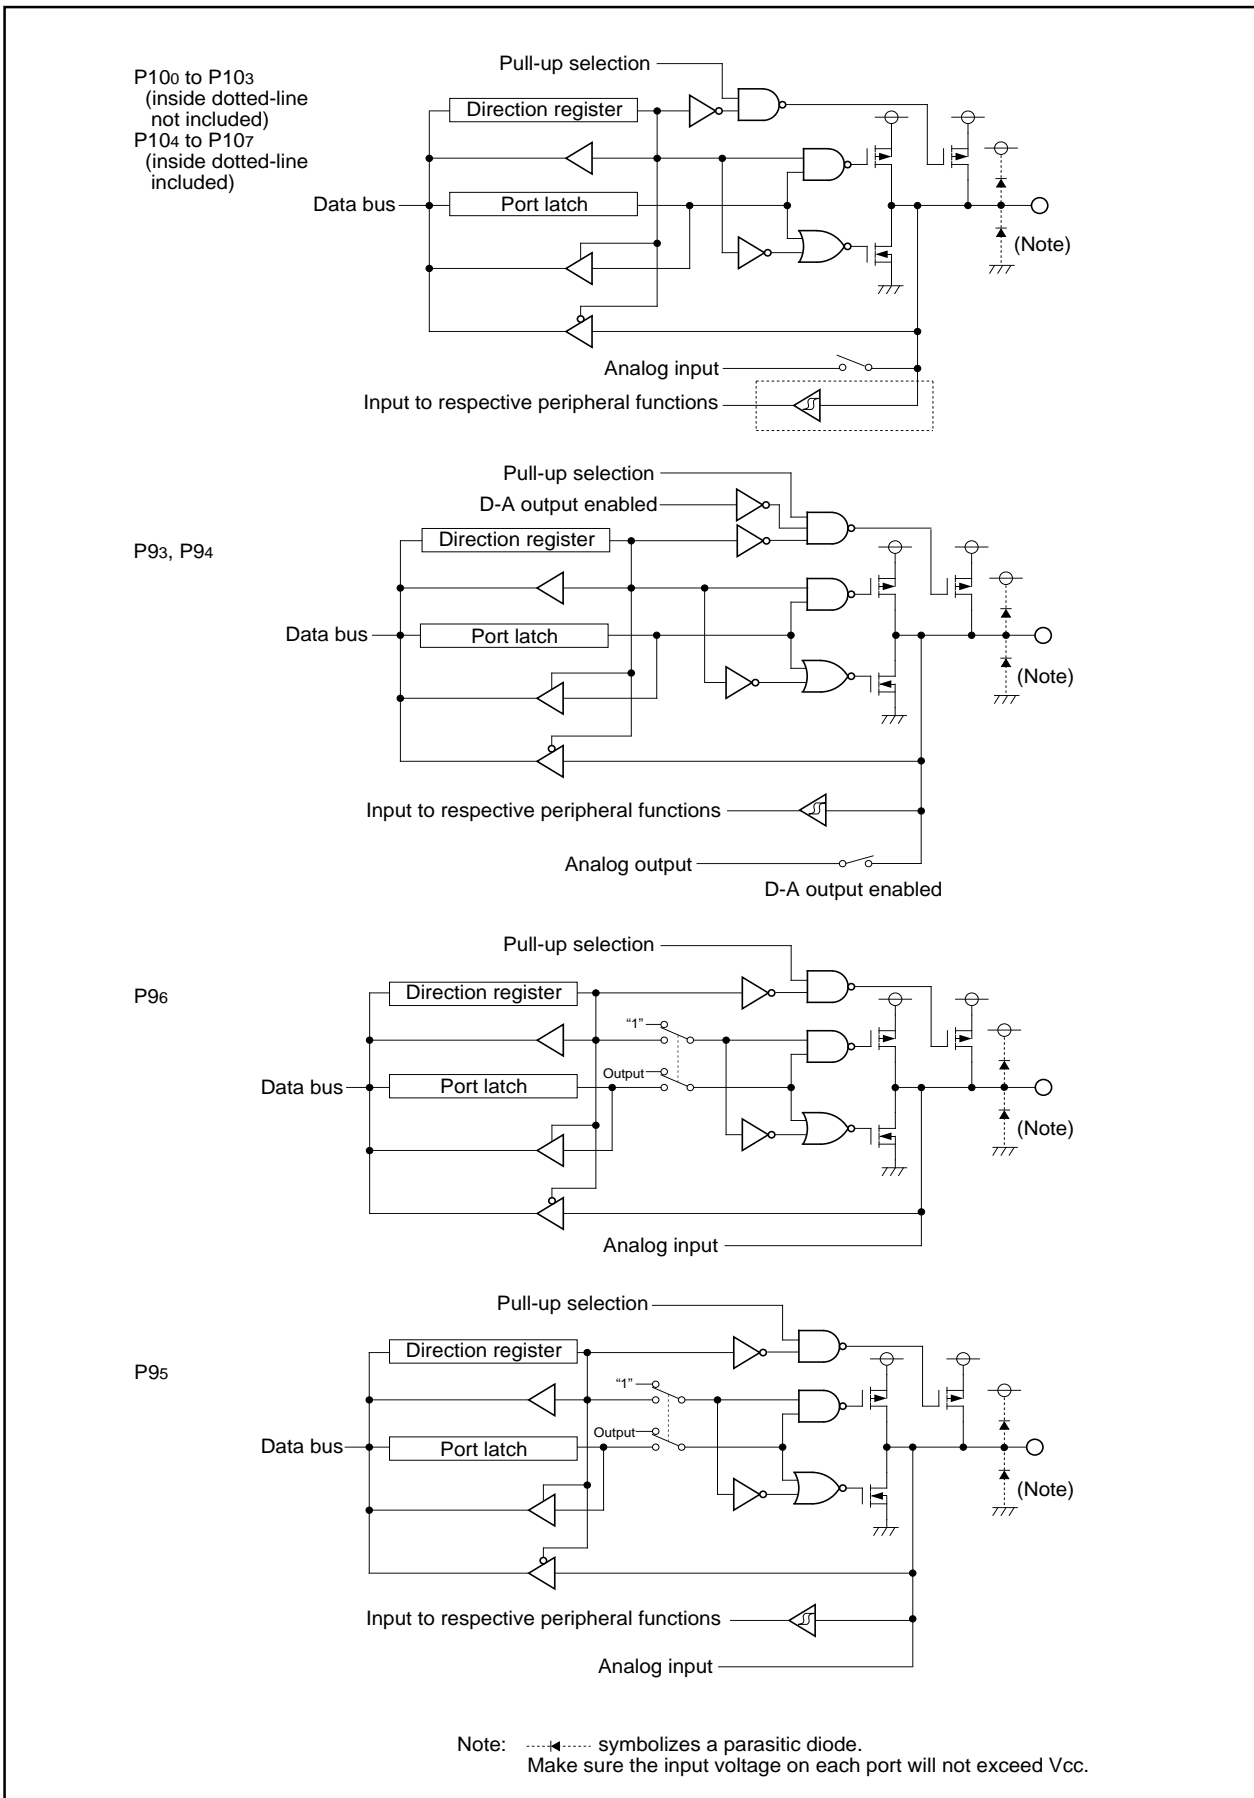 P100 to P103
(inside dotted-line
not included)
P104 to P107
(inside dotted-line
included)
Pull-up selection
Direction register
Data bus
Port latch
(Note)
Analog input
Input to respective peripheral functions
P93, P94
Pull-up selection
D-A output enabled
Direction register
Data bus
Port latch
(Note)
Input to respective peripheral functions
Analog output
D-A output enabled
P96
Pull-up selection
Direction register
“1”
Output
Data bus
Port latch
(Note)
Analog input
P95
Pull-up selection
Direction register
“1”
Output
Data bus
Port latch
(Note)
Input to respective peripheral functions
Analog input
Note: symbolizes a parasitic diode.
Make sure the input voltage on each port will not exceed Vcc.